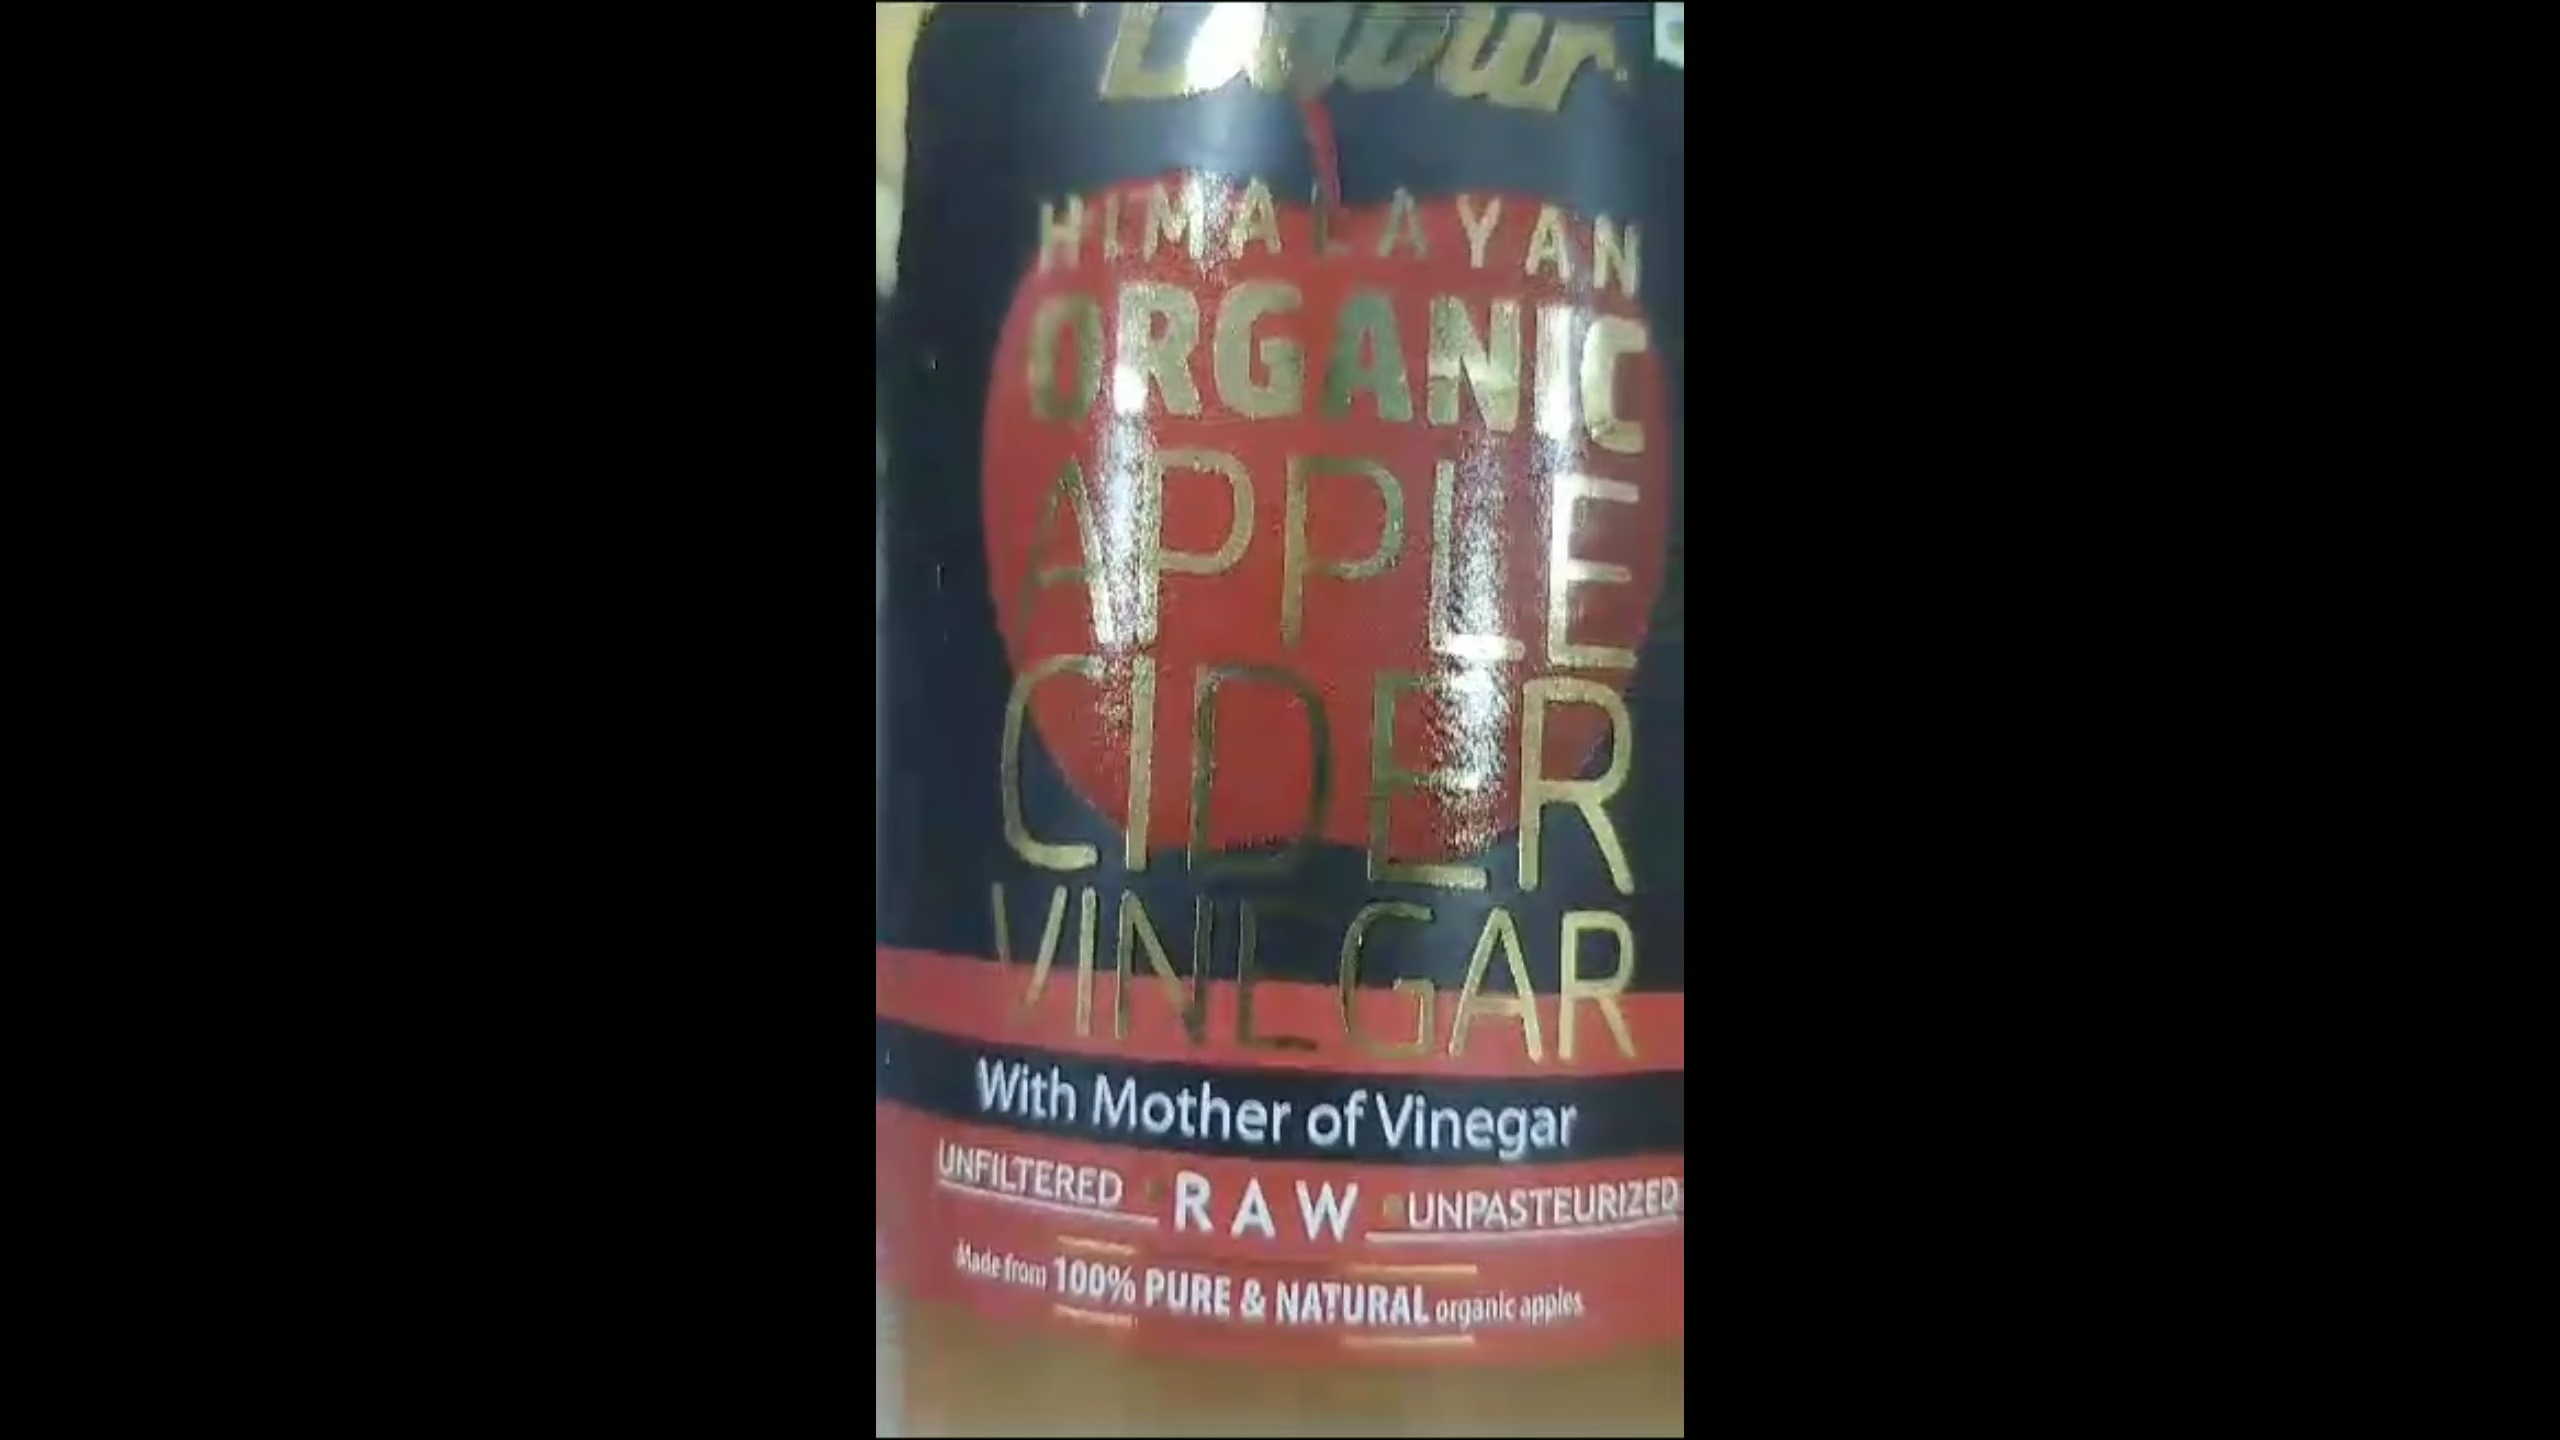 HIMALAYAN
ORGANIC
APPLE
CIDER
VINEGAR
With Mother of Vinegar
UNFILTERED • RAW • UNPASTEURIZED
Made from 100% PURE & NATURAL organic apples